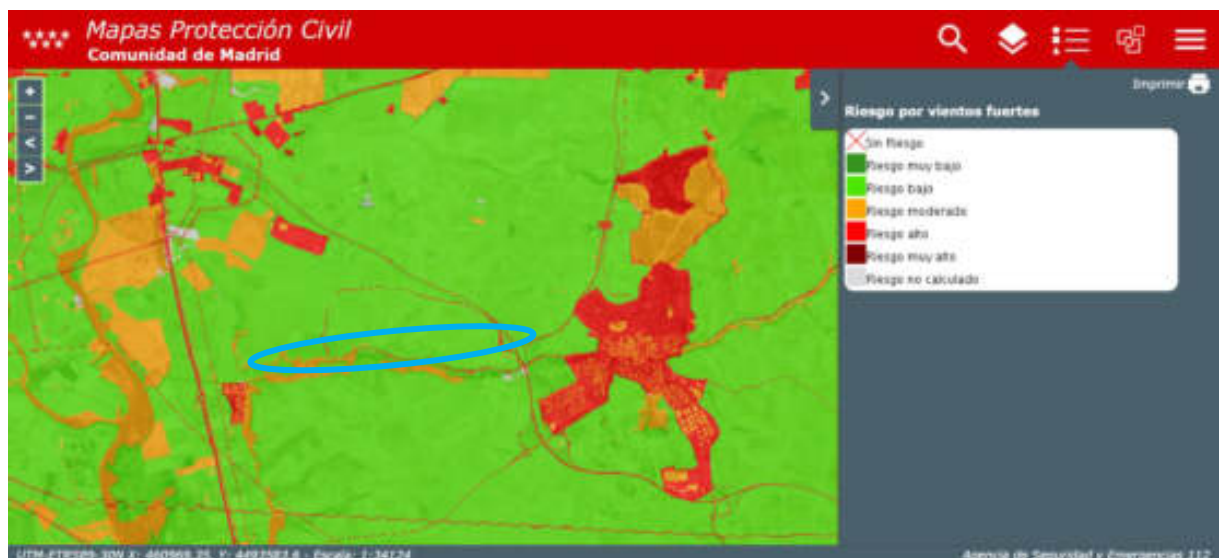 Mapas Protección Civil
Comunidad de Madrid
Imprimir
Riesgo por vientos fuertes
Sin Riesgo
Riesgo muy bajo
Riesgo bajo
Riesgo moderado
Riesgo alto
Riesgo muy alto
Riesgo no calculado
Agencia de Seguridad y Emergencias 112